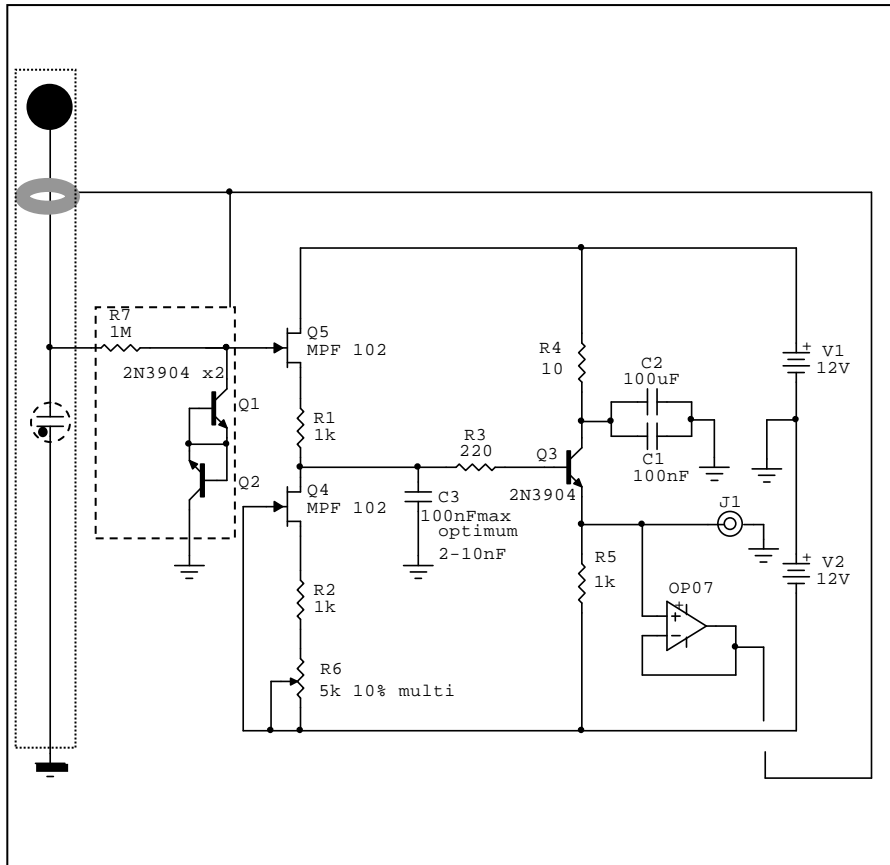 R7
1M
2N3904 x2
Q1
Q2
Q5
MPF 102
R1
1k
Q4
MPF 102
R2
1k
R6
5k 10% multi
C3
100nFmax
optimum
2-10nF
R3
220
R4
10
C2
100uF
C1
100nF
Q3
2N3904
J1
R5
1k
OP07
+
+
−
+
V1
12V
+
V2
12V